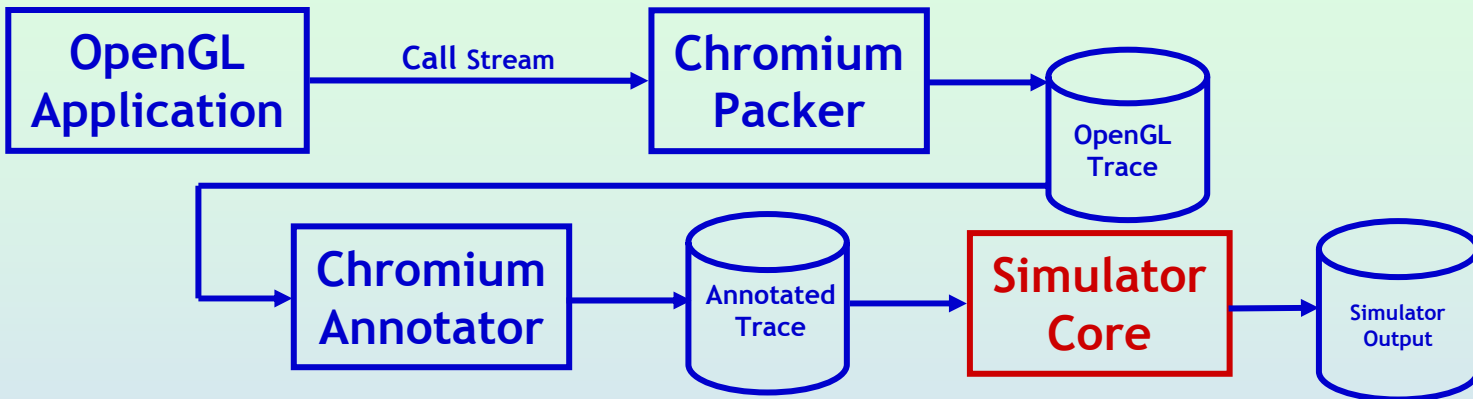 OpenGL
Application
Call Stream
Chromium
Packer
OpenGL
Trace
Chromium
Annotator
Annotated
Trace
Simulator
Core
Simulator
Output